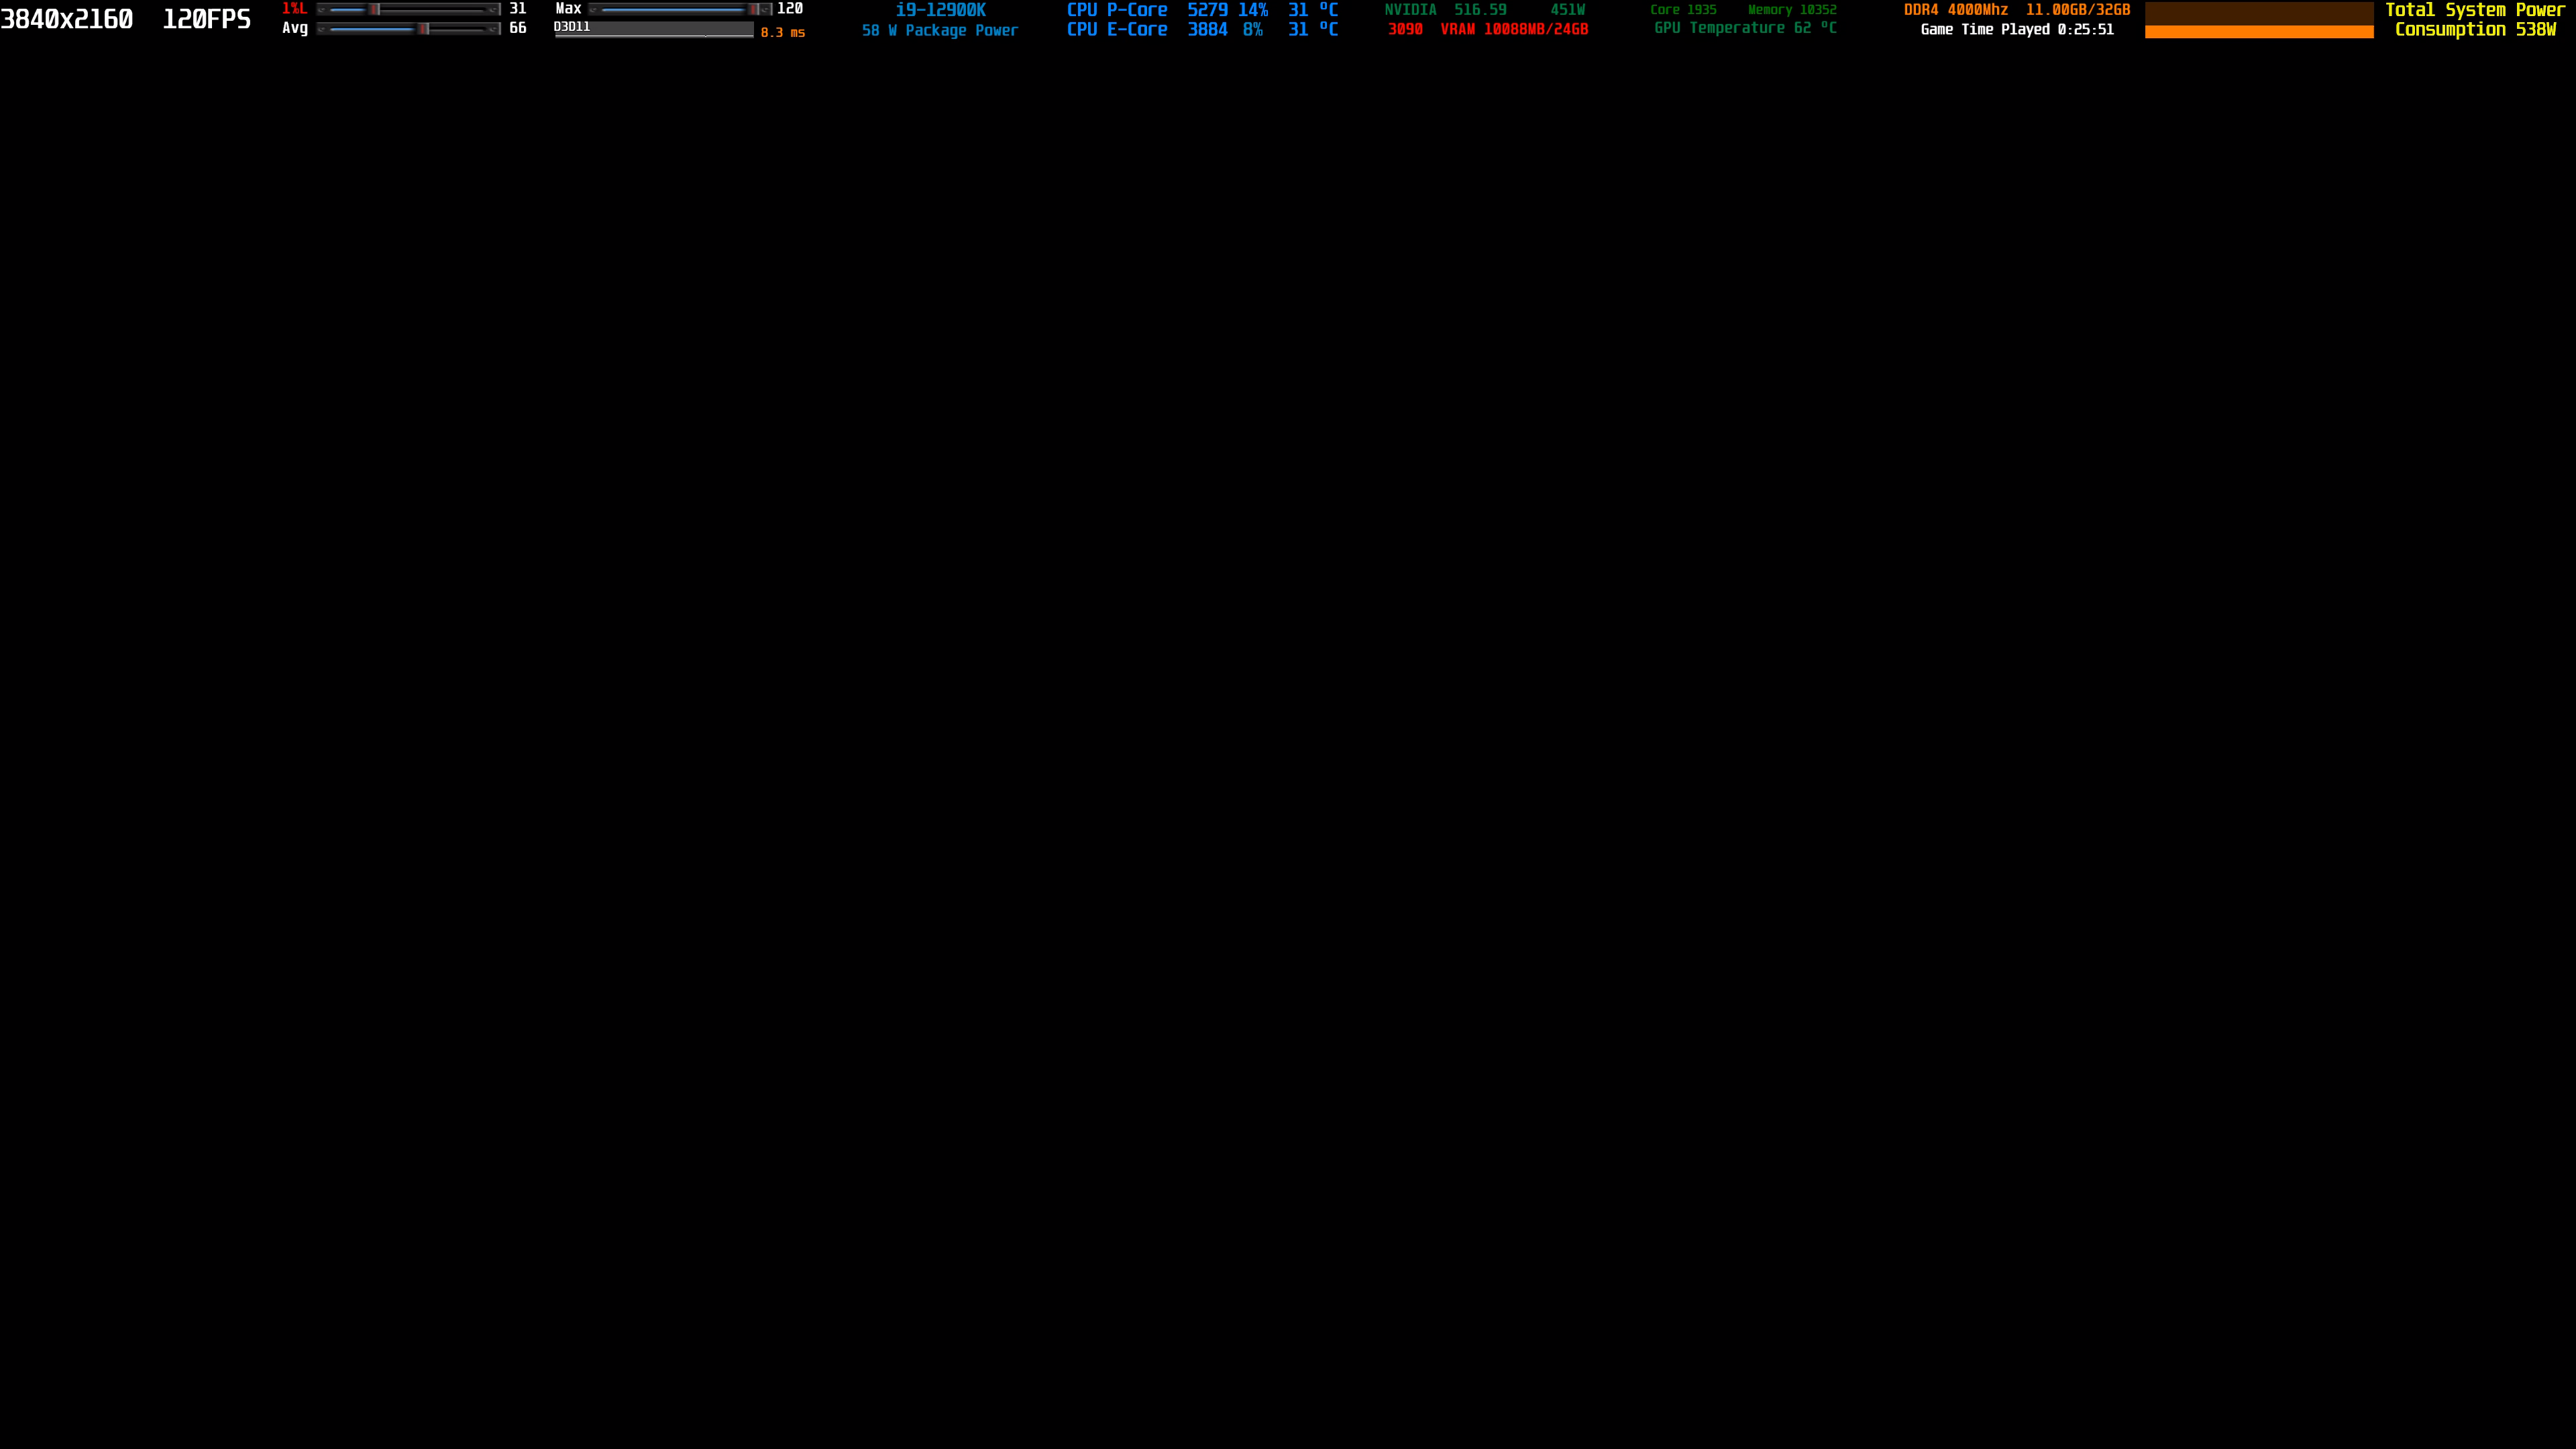 3840x2160 120FPS
1%L 31 Max 120
Avg 66 D3D11 8.3 ms
i9-12900K
58 W Package Power
CPU P-Core 5279 14% 31 ºC
CPU E-Core 3884 8% 31 ºC
NVIDIA 516.59 451W
3090 VRAM 10088MB/24GB
Core 1935 Memory 10352
GPU Temperature 62 ºC
DDR4 4000Mhz 11.00GB/32GB
Game Time Played 0:25:51
Total System Power
Consumption 538W